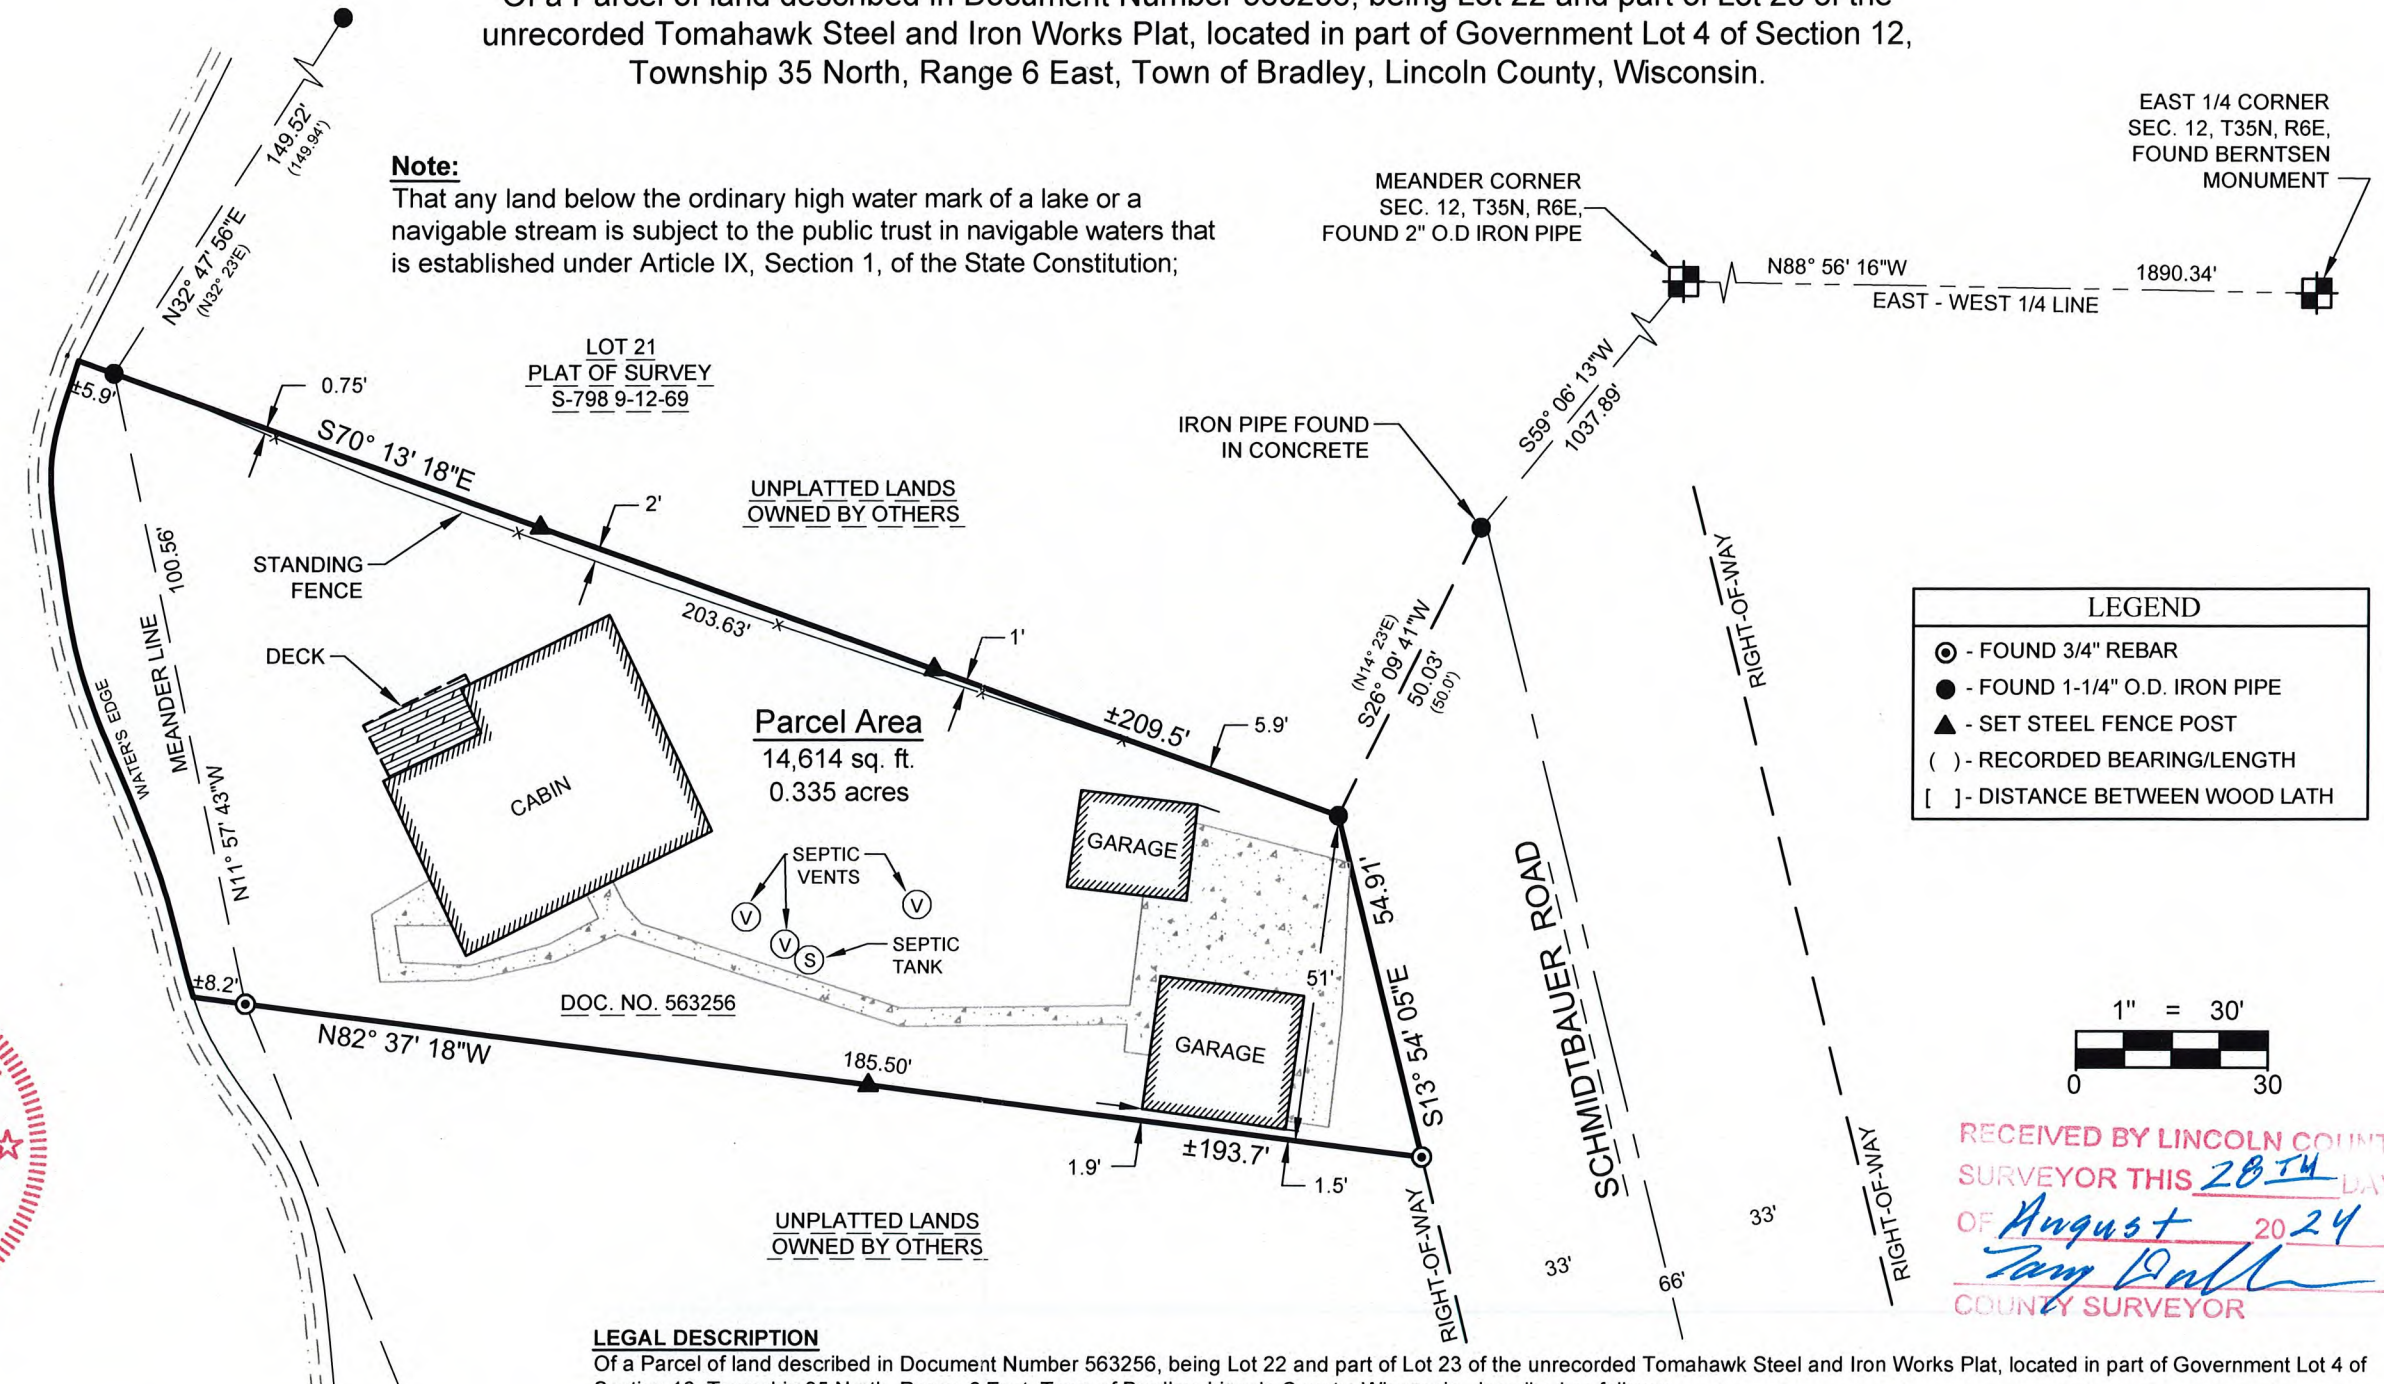 unrecorded Tomahawk Steel and Iron Works Plat, located in part of Government Lot 4 of Section 12,
Township 35 North, Range 6 East, Town of Bradley, Lincoln County, Wisconsin.
149.52'
(149.94')
N32° 47' 56"E
(N32° 23'E)
Note:
That any land below the ordinary high water mark of a lake or a
navigable stream is subject to the public trust in navigable waters that
is established under Article IX, Section 1, of the State Constitution;
EAST 1/4 CORNER
SEC. 12, T35N, R6E,
FOUND BERNTSEN
MONUMENT
MEANDER CORNER
SEC. 12, T35N, R6E,
FOUND 2" O.D IRON PIPE
N88° 56' 16"W
1890.34'
EAST - WEST 1/4 LINE
S59° 06' 13"W
1037.89'
LOT 21
PLAT OF SURVEY
S-798 9-12-69
±5.9'
0.75'
S70° 13' 18"E
IRON PIPE FOUND
IN CONCRETE
UNPLATTED LANDS
OWNED BY OTHERS
2'
STANDING
FENCE
203.63'
100.56'
MEANDER LINE
N11° 57' 43"W
WATER'S EDGE
DECK
CABIN
1'
Parcel Area
14,614 sq. ft.
0.335 acres
±209.5'
5.9'
(N14° 23'E)
S26° 09' 41"W
50.03'
(50.0')
RIGHT-OF-WAY
RIGHT-OF-WAY
RIGHT-OF-WAY
LEGEND
- FOUND 3/4" REBAR
- FOUND 1-1/4" O.D. IRON PIPE
- SET STEEL FENCE POST
( ) - RECORDED BEARING/LENGTH
[ ] - DISTANCE BETWEEN WOOD LATH
GARAGE
SEPTIC
VENTS
V
V
V
S
SEPTIC
TANK
54.91'
S13° 54' 05"E
51'
GARAGE
SCHMIDTBAUER ROAD
±8.2'
DOC. NO. 563256
N82° 37' 18"W
185.50'
1.9'
±193.7'
1.5'
UNPLATTED LANDS
OWNED BY OTHERS
33'
33'
66'
1" = 30'
0 30
RECEIVED BY LINCOLN COUNT
SURVEYOR THIS 28TH DAY
OF August 2024
COUNTY SURVEYOR
LEGAL DESCRIPTION
Of a Parcel of land described in Document Number 563256, being Lot 22 and part of Lot 23 of the unrecorded Tomahawk Steel and Iron Works Plat, located in part of Government Lot 4 of